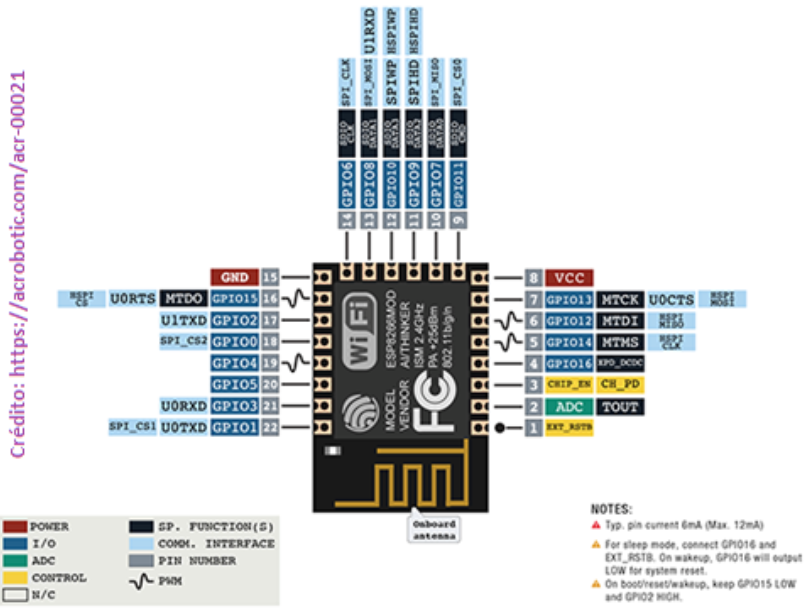 Crédito: https://acrobotic.com/acr-00021
U1RXD HSPIWP HSPIHD
SPI_CLK SPI_MOSI SPIWP SPIHD SPI_MISO SPI_CS0
SDIO CLK SDIO DATA1 SDIO DATA3 SDIO DATA2 SDIO DATA0 SDIO CMD
GPIO6 GPIO8 GPIO10 GPIO9 GPIO7 GPIO11
14 13 12 11 10 9
GND 15
HSPI CS U0RTS MTDO GPIO15 16
U1TXD GPIO2 17
SPI_CS2 GPIO0 18
GPIO4 19
GPIO5 20
U0RXD GPIO3 21
SPI_CS1 U0TXD GPIO1 22
WiFi
ESP8266MOD
AI/THINKER
ISM 2.4GHz
PA +25dBm
802.11b/g/n
MODEL
VENDOR
FC
8 VCC
7 GPIO13 MTCK U0CTS HSPI MOSI
6 GPIO12 MTDI HSPI MISO
5 GPIO14 MTMS HSPI CLK
4 GPIO16 XPD_DCDC
3 CHIP_EN CH_PD
2 ADC TOUT
1 EXT_RSTB
Onboard
antenna
POWER
I/O
ADC
CONTROL
N/C
SP. FUNCTION(S)
COMM. INTERFACE
PIN NUMBER
PWM
NOTES:
Typ. pin current 6mA (Max. 12mA)
For sleep mode, connect GPIO16 and
EXT_RSTB. On wakeup, GPIO16 will output
LOW for system reset.
On boot/reset/wakeup, keep GPIO15 LOW
and GPIO2 HIGH.